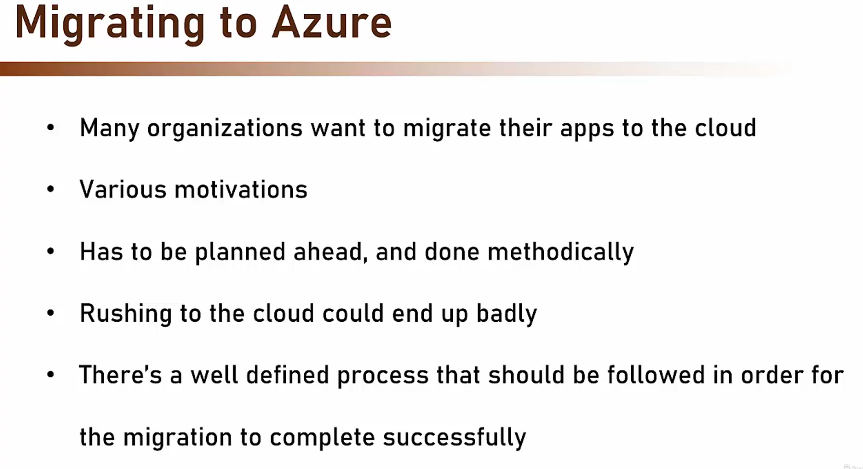 Migrating to Azure
• Many organizations want to migrate their apps to the cloud
• Various motivations
• Has to be planned ahead, and done methodically
• Rushing to the cloud could end up badly
• There's a well defined process that should be followed in order for
the migration to complete successfully